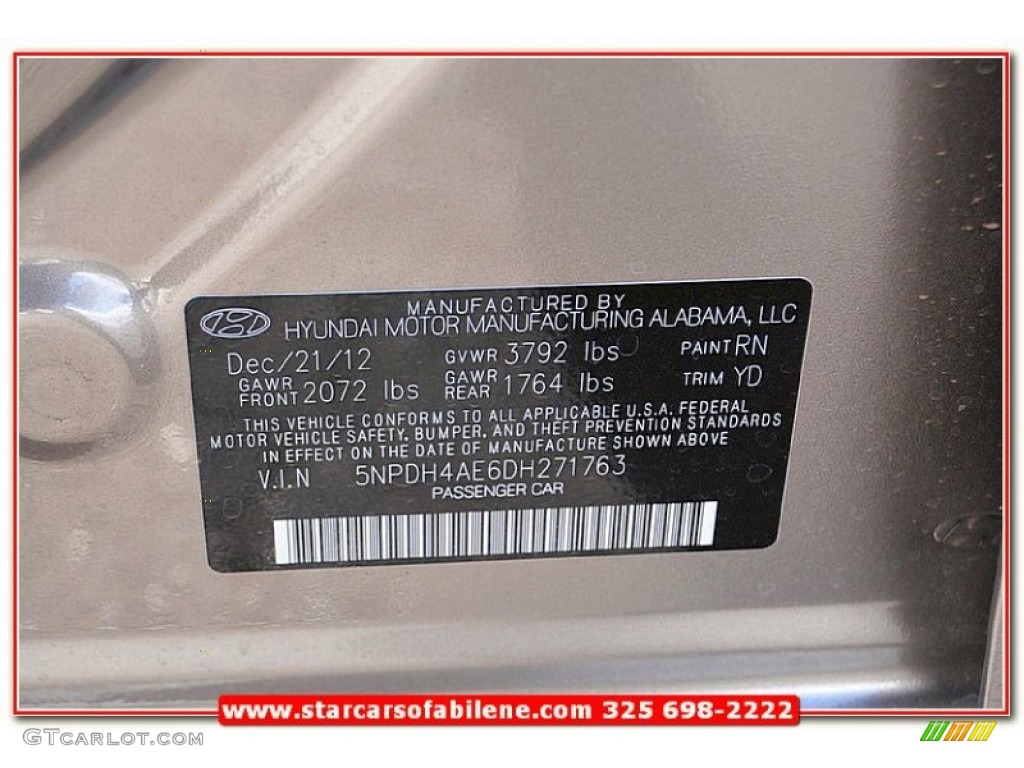 MANUFACTURED BY
HYUNDAI MOTOR MANUFACTURING ALABAMA, LLC
Dec/21/12 GVWR 3792 lbs PAINT RN
GAWR FRONT 2072 lbs GAWR REAR 1764 lbs TRIM YD
THIS VEHICLE CONFORMS TO ALL APPLICABLE U.S.A. FEDERAL
MOTOR VEHICLE SAFETY, BUMPER, AND THEFT PREVENTION STANDARDS
IN EFFECT ON THE DATE OF MANUFACTURE SHOWN ABOVE
V.I.N 5NPDH4AE6DH271763
PASSENGER CAR
www.starcarsofabilene.com 325 698-2222
GTCARLOT.COM